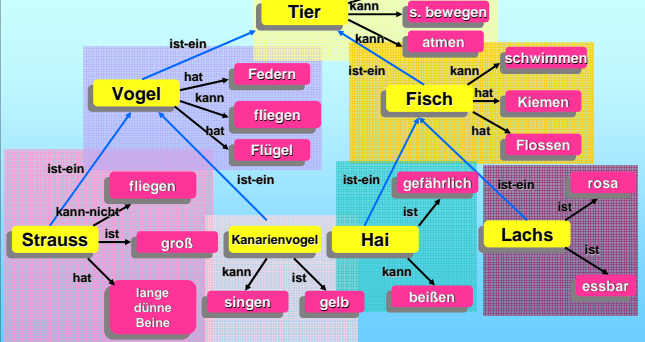 kann
s. bewegen
Tier
kann
atmen
ist-ein
ist-ein
kann
schwimmen
hat
Federn
Vogel
kann
fliegen
hat
Flügel
Fisch
hat
Kiemen
hat
Flossen
ist-ein
ist-ein
ist-ein
ist-ein
fliegen
kann-nicht
Strauss
ist
groß
hat
lange
dünne
Beine
Kanarienvogel
kann
ist
singen
gelb
gefährlich
ist
Hai
kann
beißen
rosa
ist
Lachs
ist
essbar